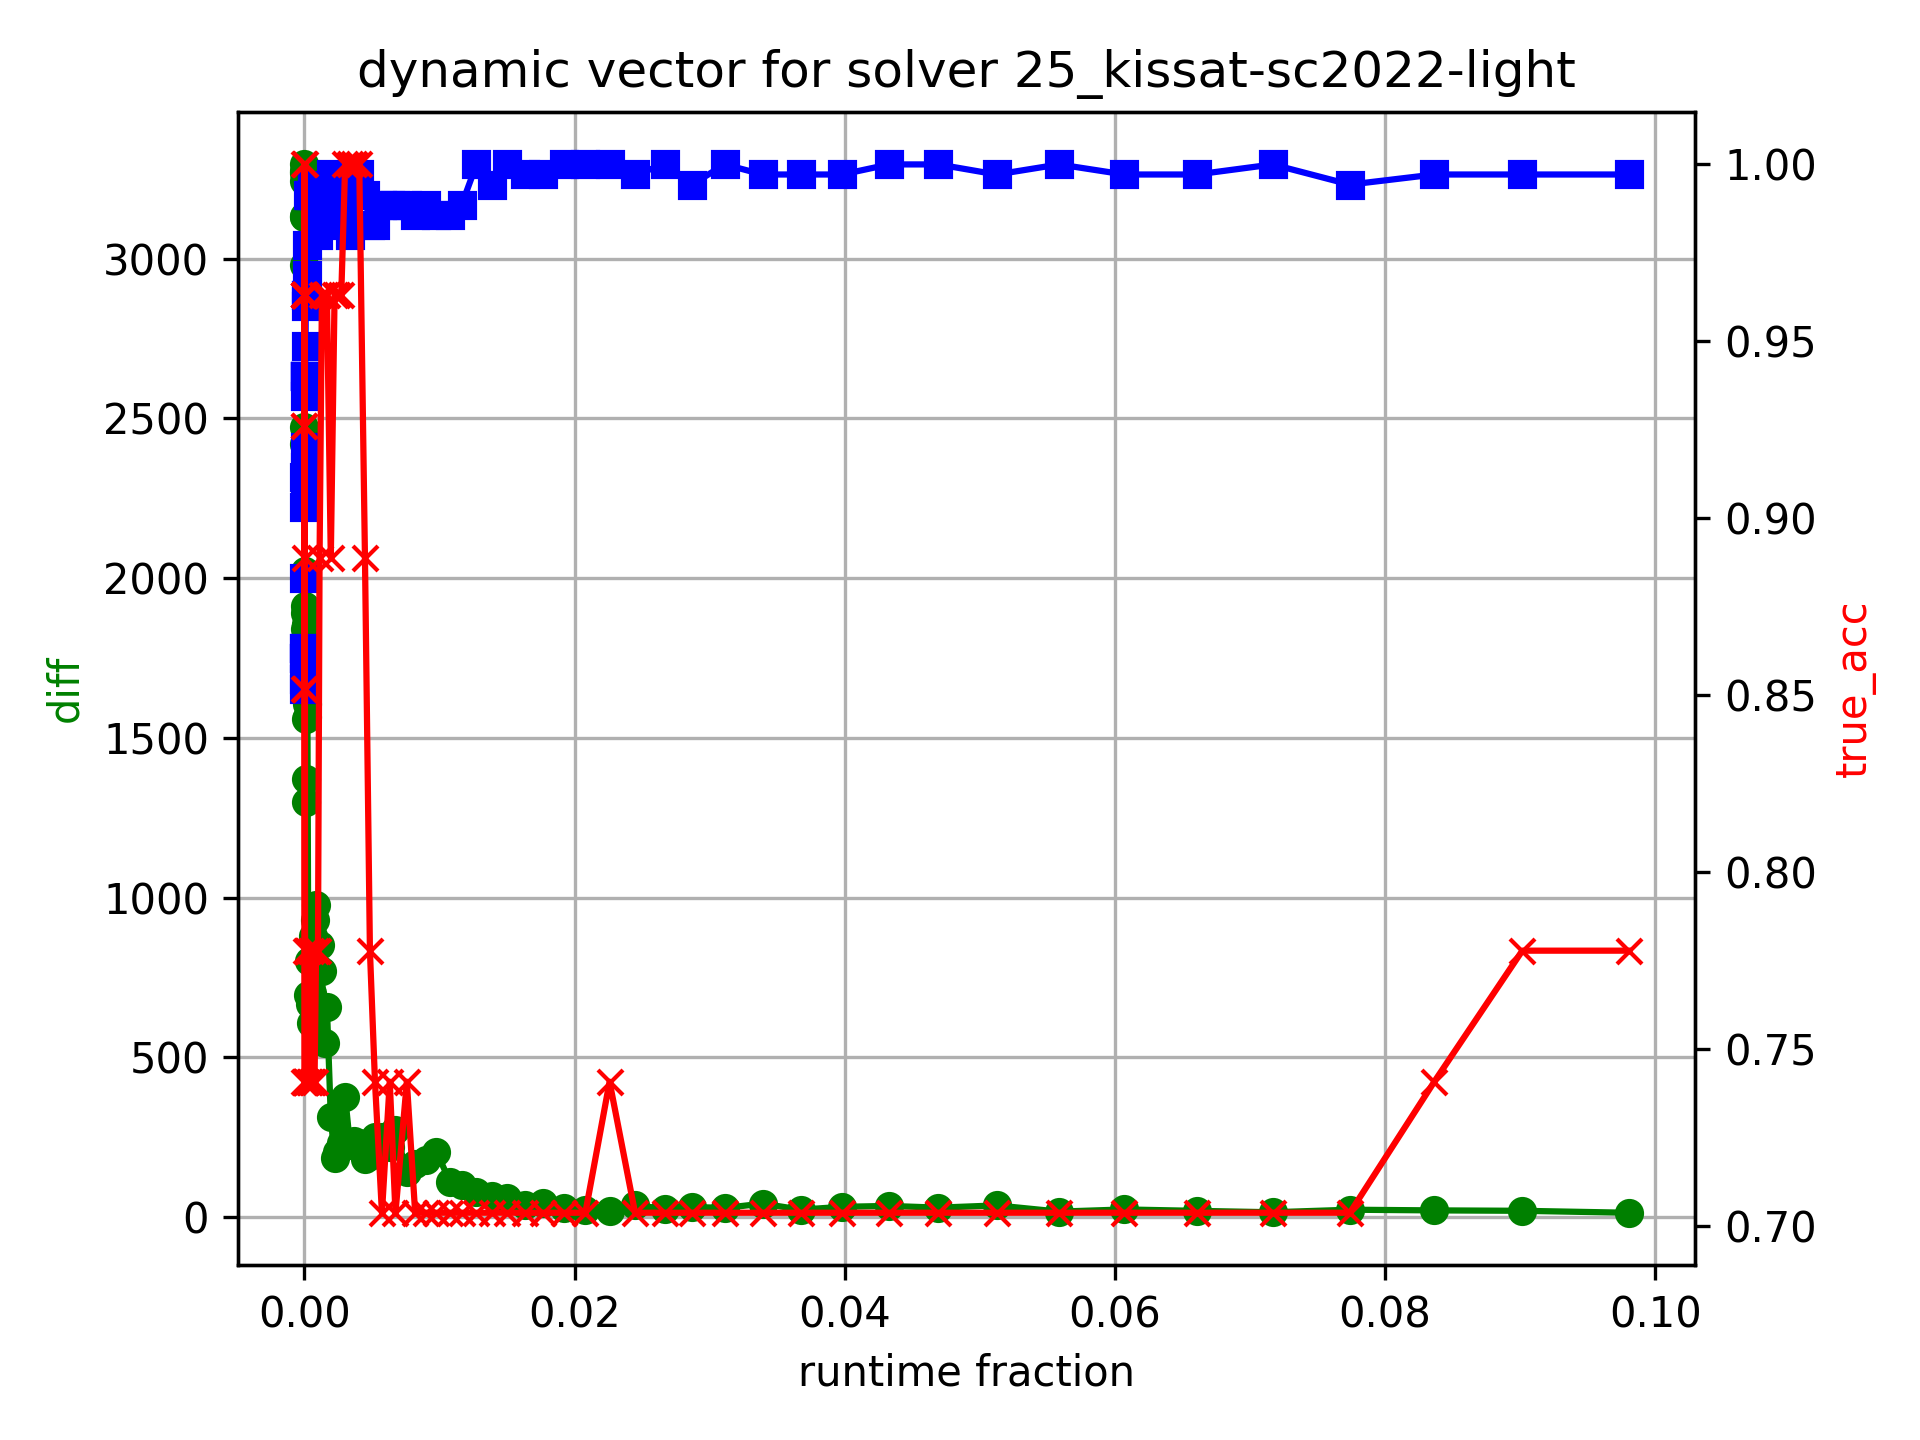 dynamic vector for solver 25_kissat-sc2022-light
3000
2500
2000
1500
1000
500
0
diff
1.00
0.95
0.90
0.85
0.80
0.75
0.70
true_acc
0.00 0.02 0.04 0.06 0.08 0.10
runtime fraction